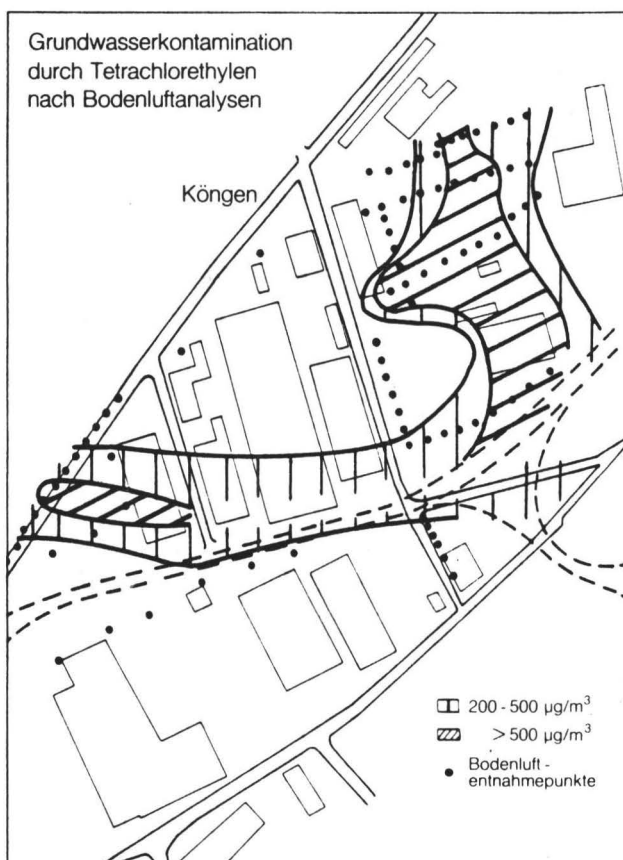 Grundwasserkontamination
durch Tetrachlorethylen
nach Bodenluftanalysen
Köngen
200 - 500 µg/m³
> 500 µg/m³
Bodenluft -
entnahmepunkte